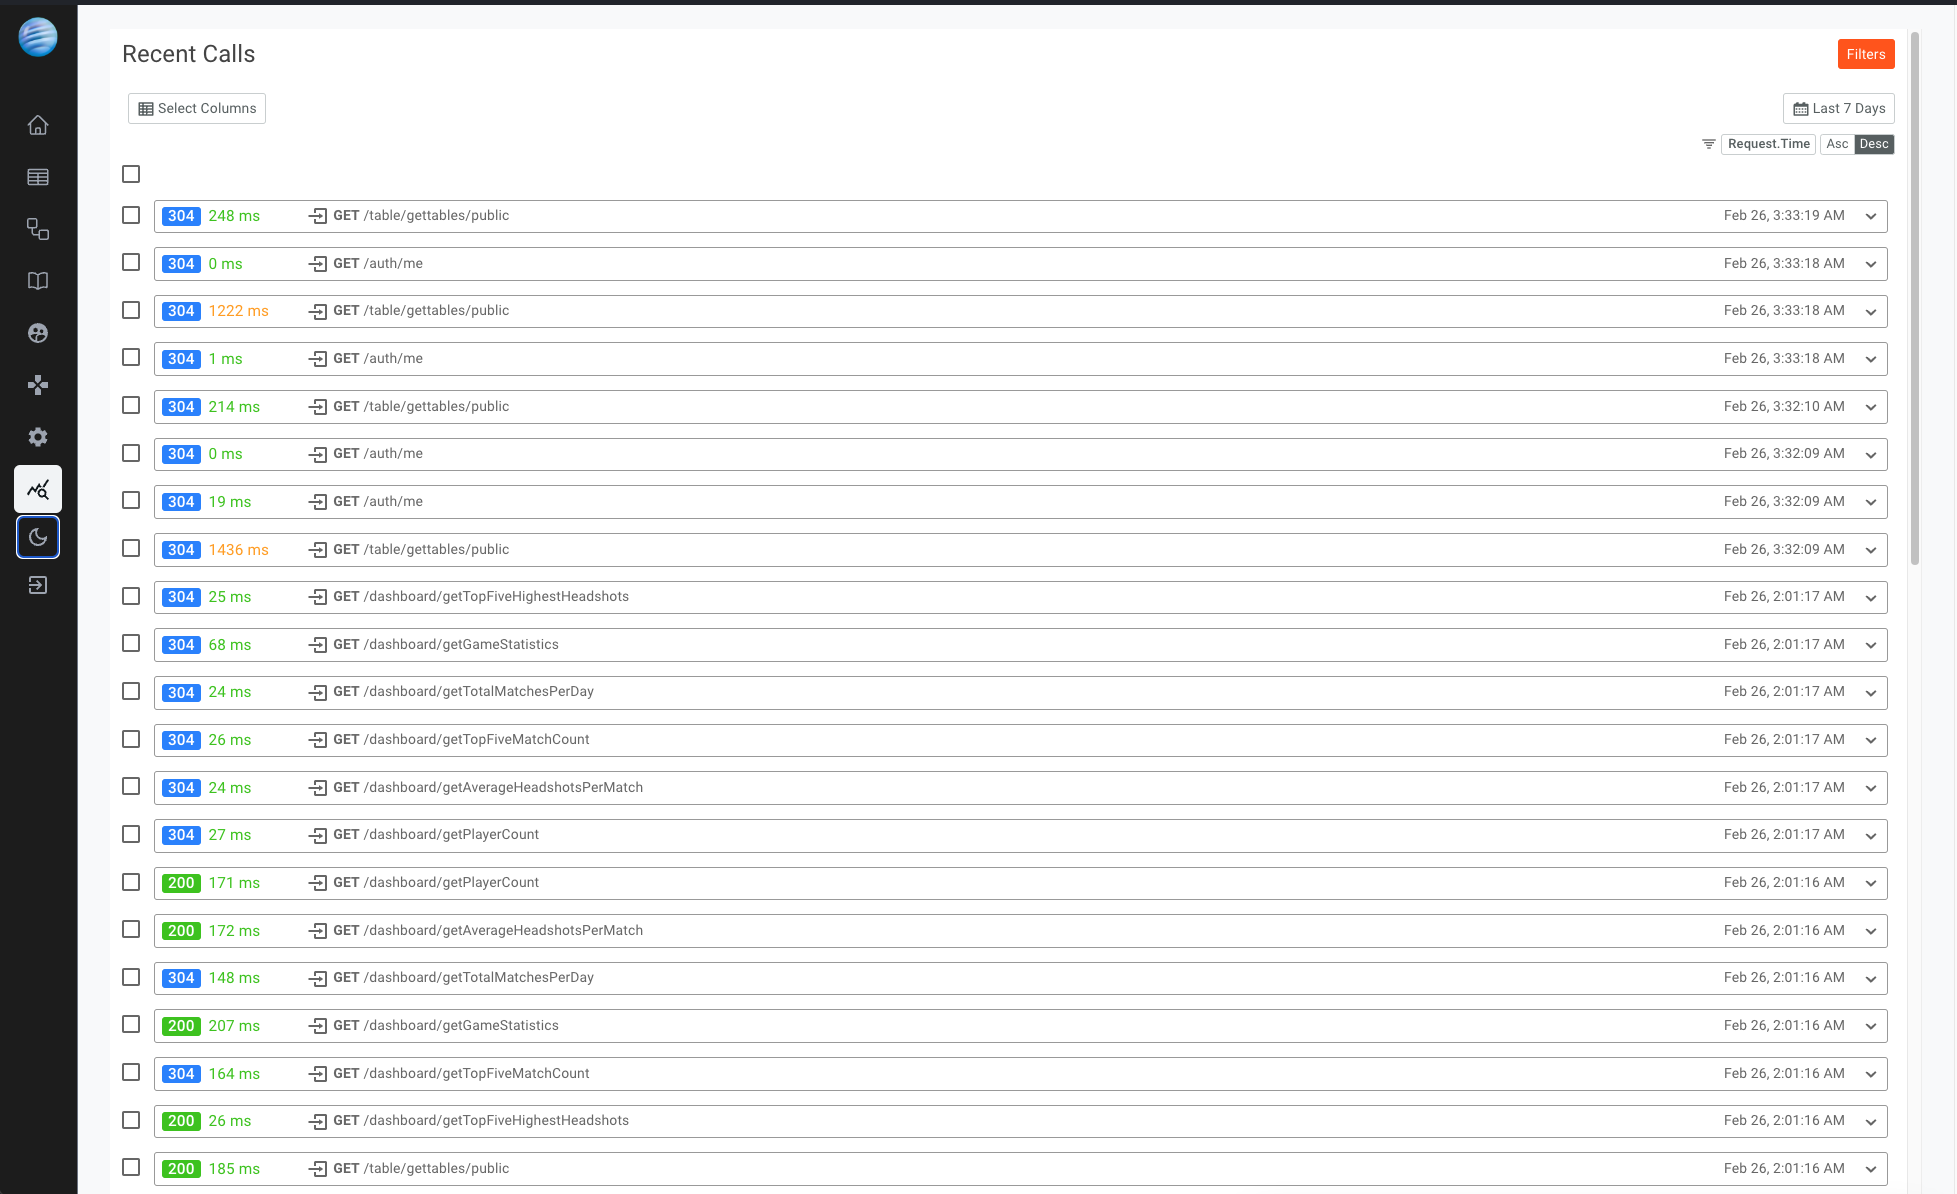 Recent Calls
Filters
Select Columns
Last 7 Days
Request.Time Asc Desc
304 248 ms GET /table/gettables/public Feb 26, 3:33:19 AM
304 0 ms GET /auth/me Feb 26, 3:33:18 AM
304 1222 ms GET /table/gettables/public Feb 26, 3:33:18 AM
304 1 ms GET /auth/me Feb 26, 3:33:18 AM
304 214 ms GET /table/gettables/public Feb 26, 3:32:10 AM
304 0 ms GET /auth/me Feb 26, 3:32:09 AM
304 19 ms GET /auth/me Feb 26, 3:32:09 AM
304 1436 ms GET /table/gettables/public Feb 26, 3:32:09 AM
304 25 ms GET /dashboard/getTopFiveHighestHeadshots Feb 26, 2:01:17 AM
304 68 ms GET /dashboard/getGameStatistics Feb 26, 2:01:17 AM
304 24 ms GET /dashboard/getTotalMatchesPerDay Feb 26, 2:01:17 AM
304 26 ms GET /dashboard/getTopFiveMatchCount Feb 26, 2:01:17 AM
304 24 ms GET /dashboard/getAverageHeadshotsPerMatch Feb 26, 2:01:17 AM
304 27 ms GET /dashboard/getPlayerCount Feb 26, 2:01:17 AM
200 171 ms GET /dashboard/getPlayerCount Feb 26, 2:01:16 AM
200 172 ms GET /dashboard/getAverageHeadshotsPerMatch Feb 26, 2:01:16 AM
304 148 ms GET /dashboard/getTotalMatchesPerDay Feb 26, 2:01:16 AM
200 207 ms GET /dashboard/getGameStatistics Feb 26, 2:01:16 AM
304 164 ms GET /dashboard/getTopFiveMatchCount Feb 26, 2:01:16 AM
200 26 ms GET /dashboard/getTopFiveHighestHeadshots Feb 26, 2:01:16 AM
200 185 ms GET /table/gettables/public Feb 26, 2:01:16 AM